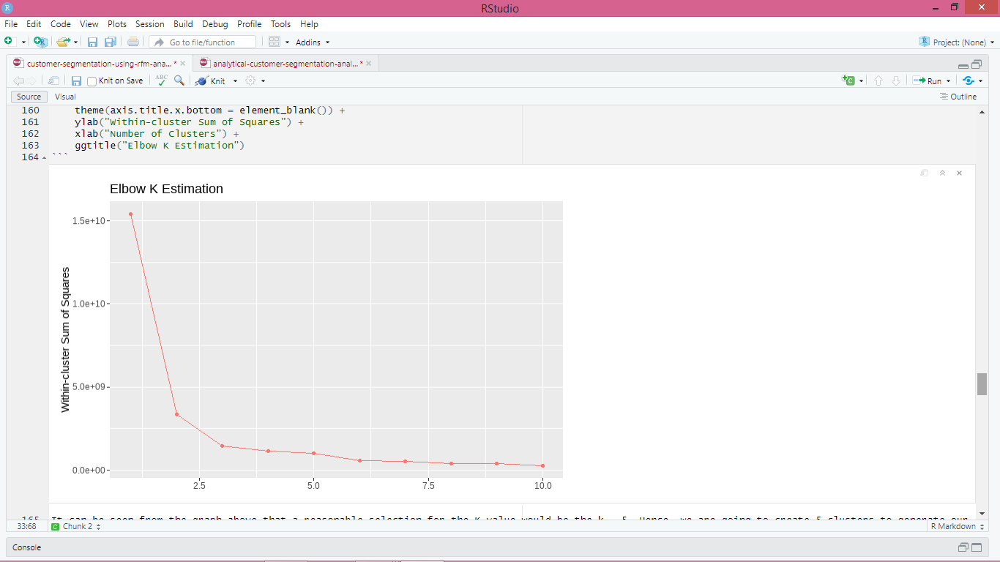 RStudio
File Edit Code View Plots Session Build Debug Profile Tools Help
Go to file/function Addins Project: (None)
customer-segmentation-using-rfm-ana...* analytical-customer-segmentation-anal...*
Knit on Save ABC Knit Run
Source Visual Outline
160 theme(axis.title.x.bottom = element_blank()) +
161 ylab("Within-cluster Sum of Squares") +
162 xlab("Number of Clusters") +
163 ggtitle("Elbow K Estimation")
164 ```
Elbow K Estimation
Within-cluster Sum of Squares
1.5e+10
1.0e+10
5.0e+09
0.0e+00
2.5 5.0 7.5 10.0
165 It can be seen from the graph above that a reasonable selection for the K value would be the k 5. Hence, we are going to create 5 clusters to generate our
33:68 C Chunk 2 R Markdown
Console